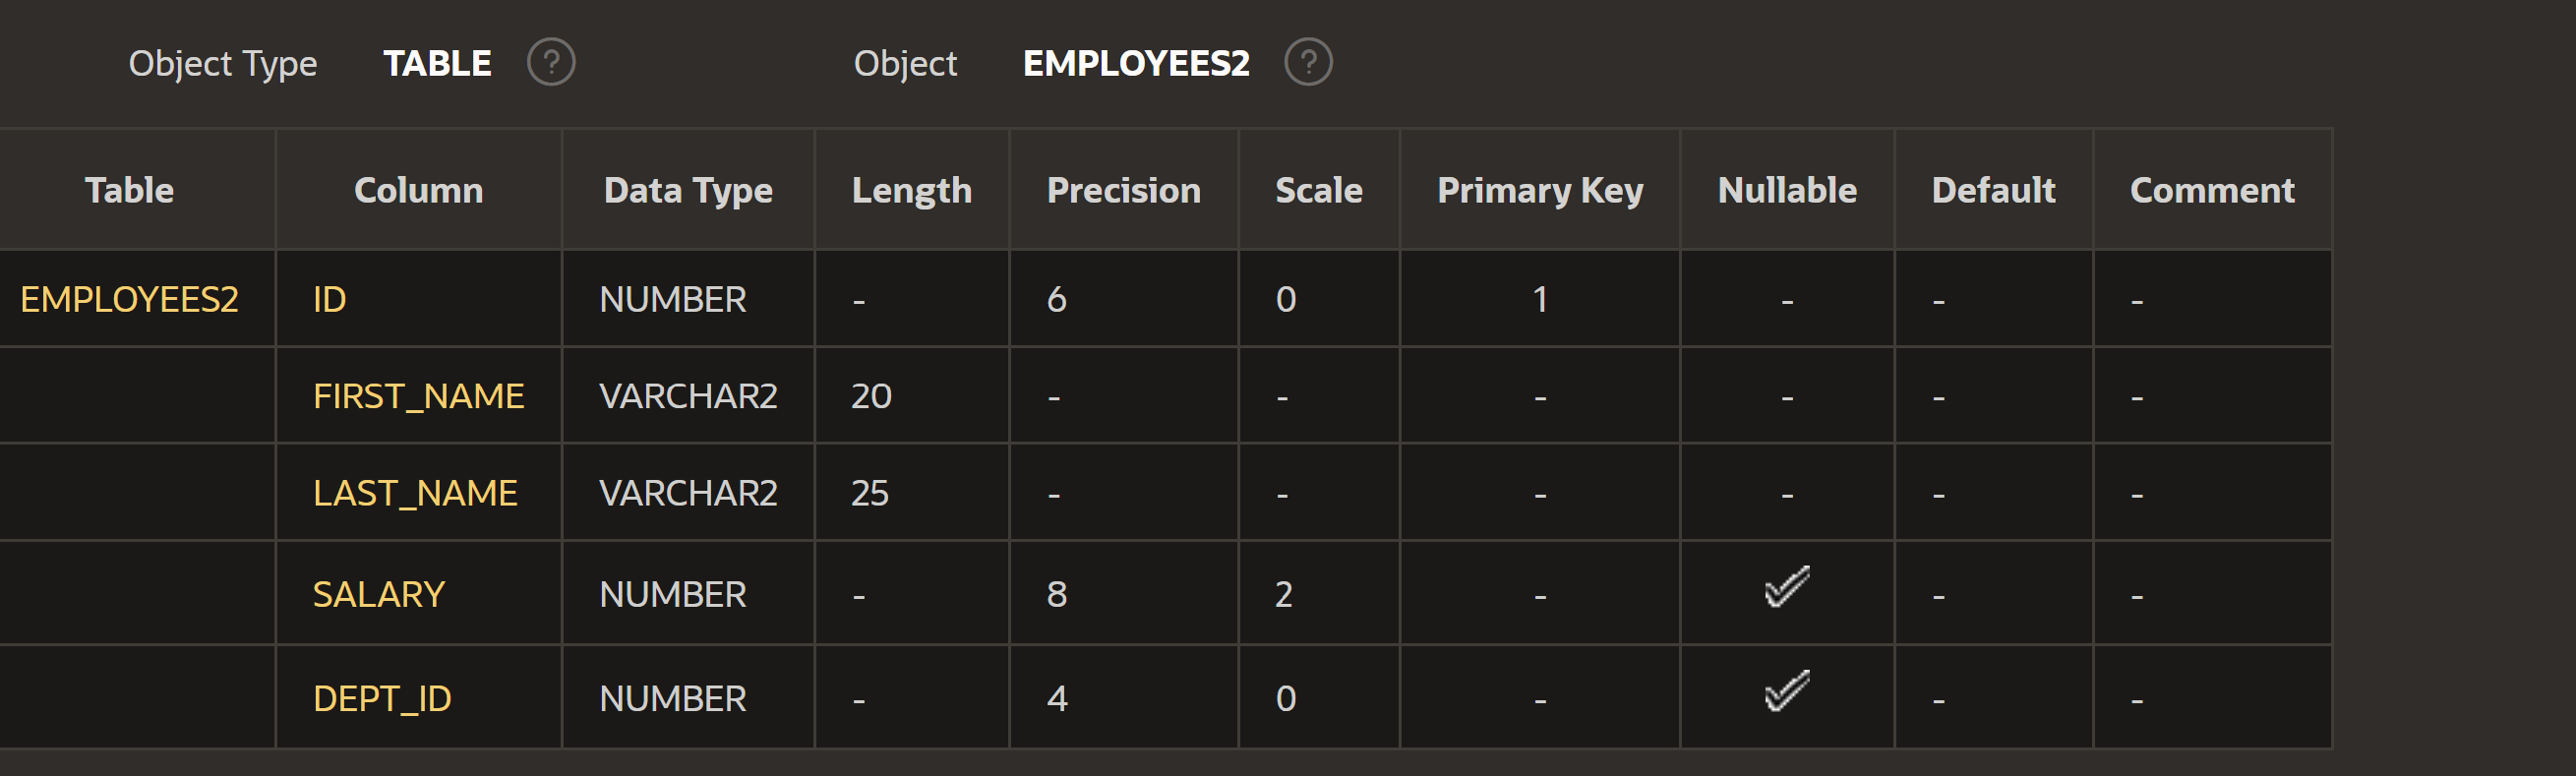 Object Type TABLE ? Object EMPLOYEES2 ?
Table Column Data Type Length Precision Scale Primary Key Nullable Default Comment
EMPLOYEES2 ID NUMBER - 6 0 1 - - -
FIRST_NAME VARCHAR2 20 - - - - - -
LAST_NAME VARCHAR2 25 - - - - - -
SALARY NUMBER - 8 2 - ✓ - -
DEPT_ID NUMBER - 4 0 - ✓ - -